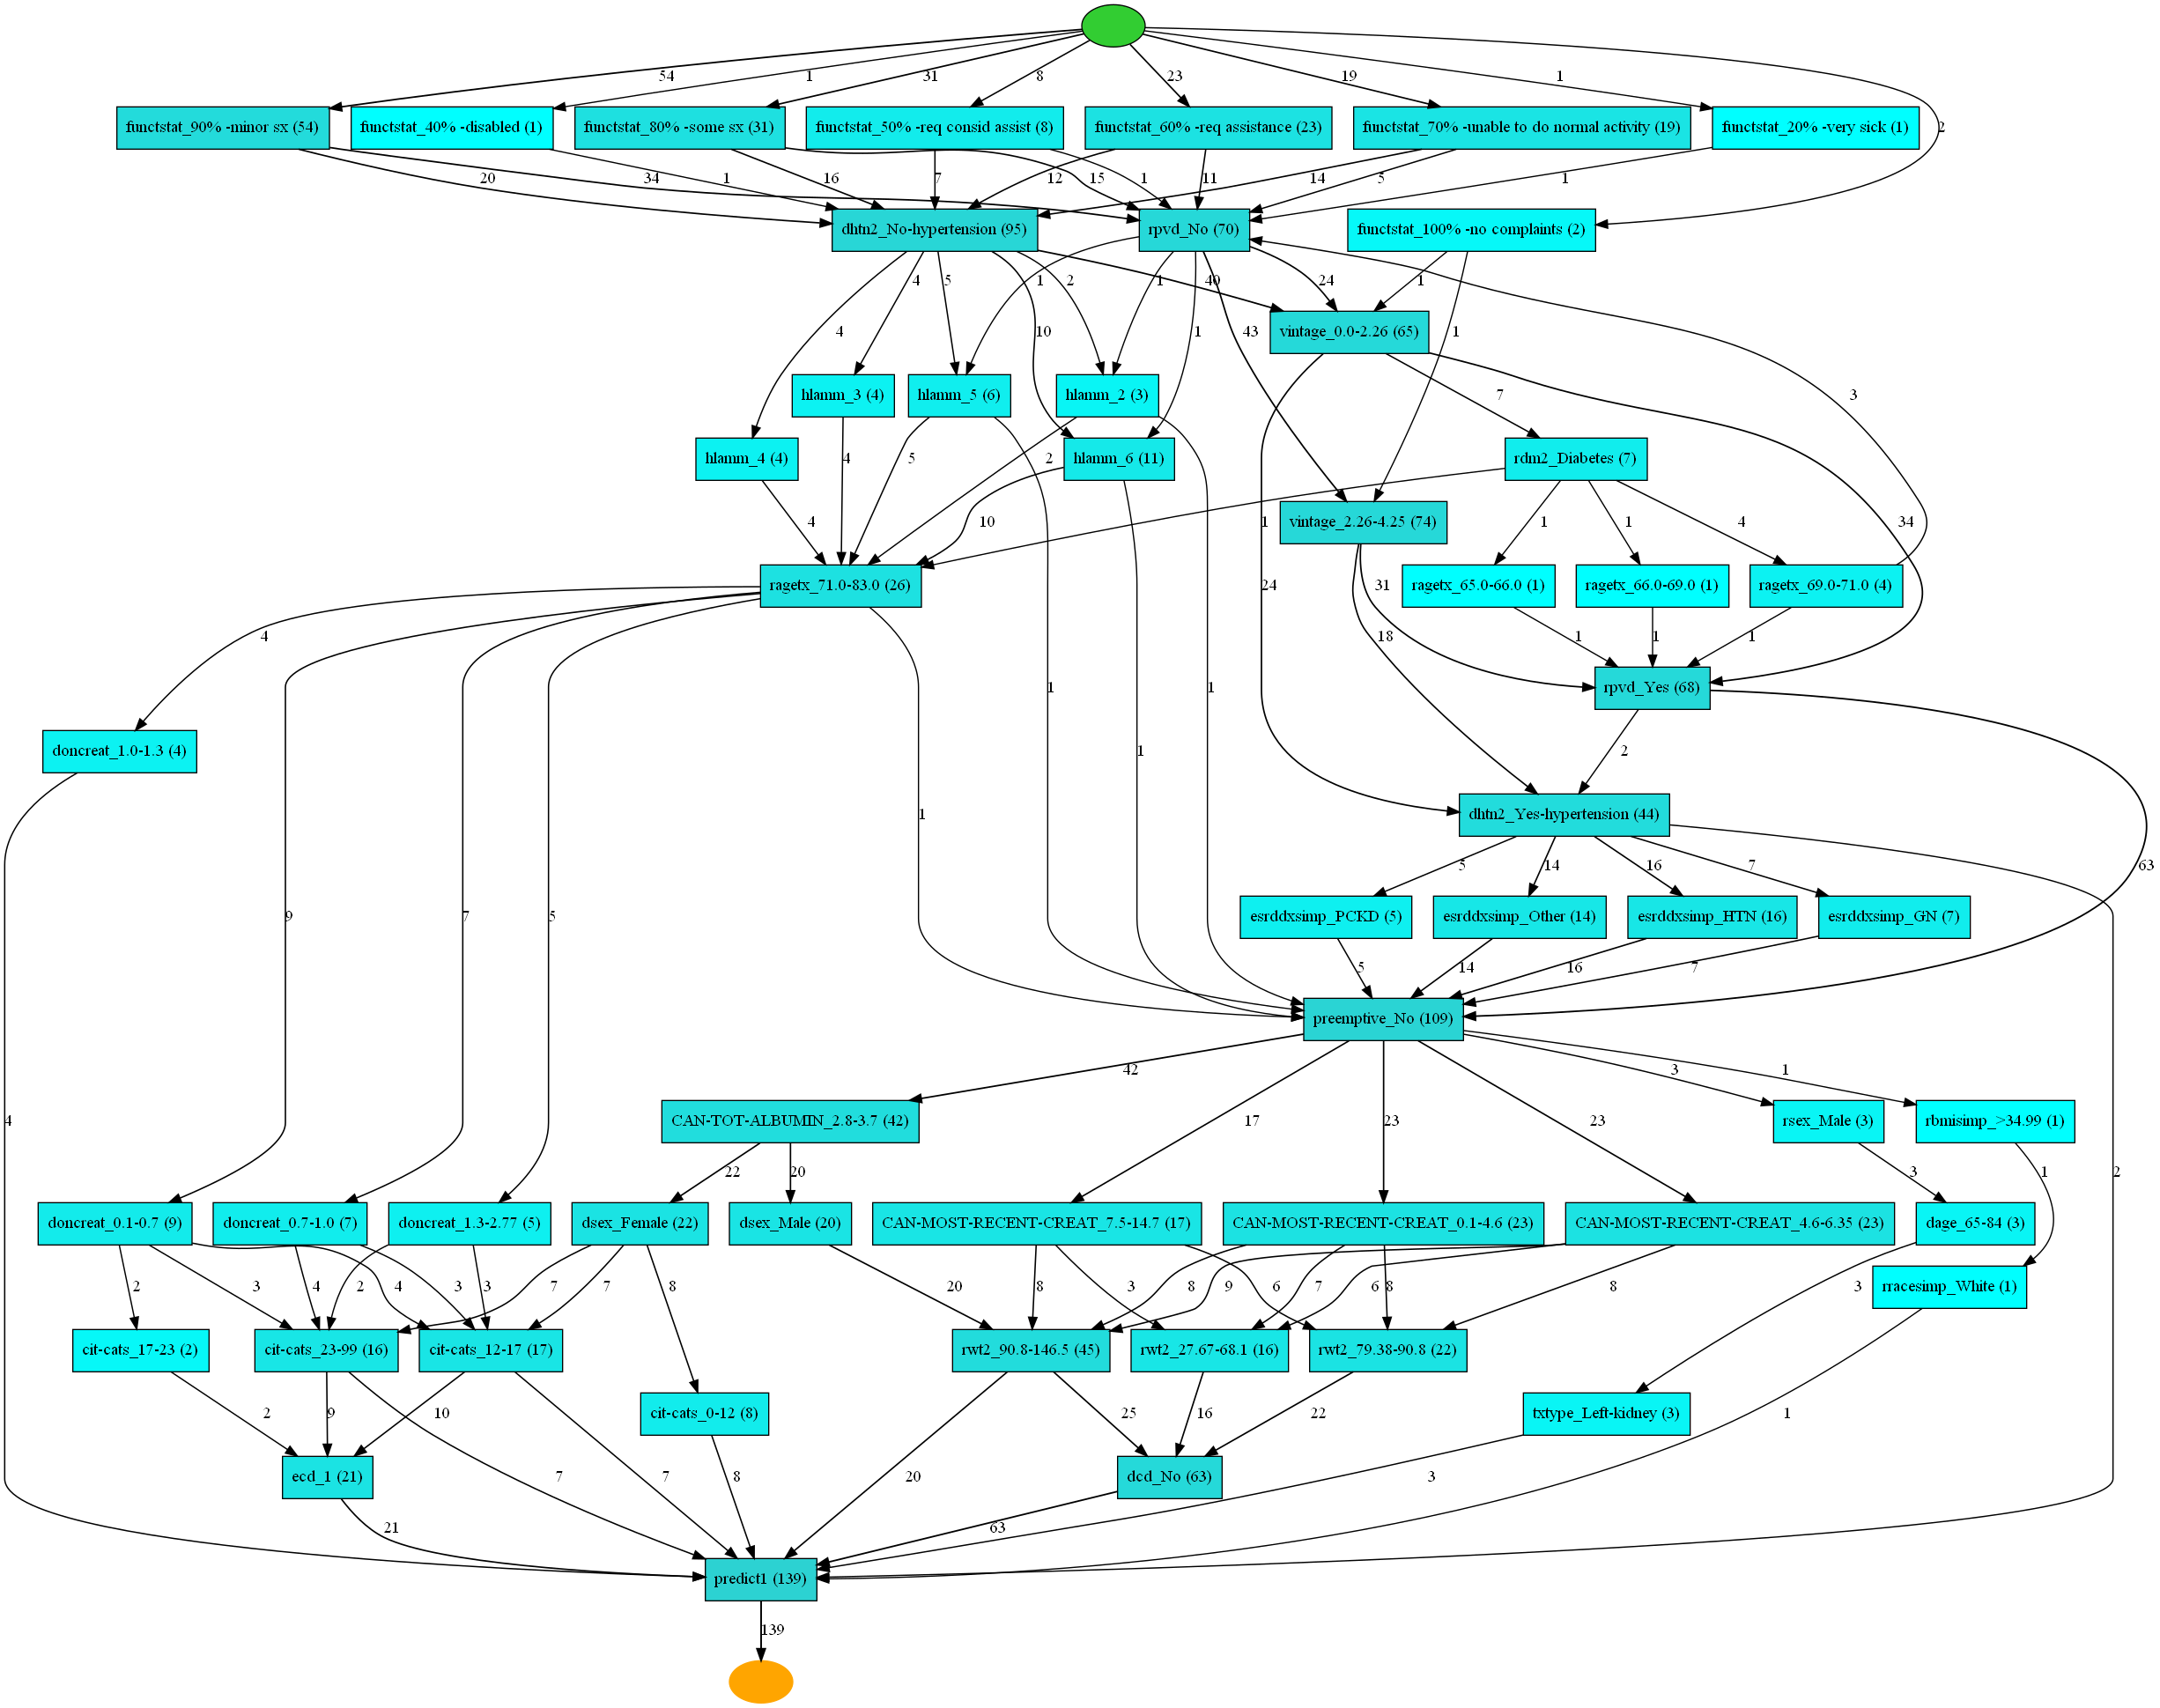 54
1
31
8
23
19
1
2
functstat_90% -minor sx (54)
functstat_40% -disabled (1)
functstat_80% -some sx (31)
functstat_50% -req consid assist (8)
functstat_60% -req assistance (23)
functstat_70% -unable to do normal activity (19)
functstat_20% -very sick (1)
20
34
1
16
15
7
1
12
11
14
5
1
dhtn2_No-hypertension (95)
rpvd_No (70)
functstat_100% -no complaints (2)
4
4
5
10
2
40
1
1
1
43
24
1
1
3
vintage_0.0-2.26 (65)
hlamm_3 (4)
hlamm_5 (6)
hlamm_2 (3)
7
hlamm_4 (4)
hlamm_6 (11)
rdm2_Diabetes (7)
4
4
5
2
10
1
vintage_2.26-4.25 (74)
1
1
4
34
ragetx_71.0-83.0 (26)
24
31
ragetx_65.0-66.0 (1)
ragetx_66.0-69.0 (1)
ragetx_69.0-71.0 (4)
4
18
1
1
1
1
1
rpvd_Yes (68)
doncreat_1.0-1.3 (4)
1
2
1
dhtn2_Yes-hypertension (44)
5
14
16
7
63
9
7
5
esrddxsimp_PCKD (5)
esrddxsimp_Other (14)
esrddxsimp_HTN (16)
esrddxsimp_GN (7)
5
14
16
7
preemptive_No (109)
42
17
23
23
3
1
4
CAN-TOT-ALBUMIN_2.8-3.7 (42)
rsex_Male (3)
rbmisimp_>34.99 (1)
22
20
3
1
2
doncreat_0.1-0.7 (9)
doncreat_0.7-1.0 (7)
doncreat_1.3-2.77 (5)
dsex_Female (22)
dsex_Male (20)
CAN-MOST-RECENT-CREAT_7.5-14.7 (17)
CAN-MOST-RECENT-CREAT_0.1-4.6 (23)
CAN-MOST-RECENT-CREAT_4.6-6.35 (23)
dage_65-84 (3)
2
3
4
4
3
2
3
7
7
8
20
8
3
6
8
7
8
9
6
8
3
rracesimp_White (1)
cit-cats_17-23 (2)
cit-cats_23-99 (16)
cit-cats_12-17 (17)
rwt2_90.8-146.5 (45)
rwt2_27.67-68.1 (16)
rwt2_79.38-90.8 (22)
2
9
10
cit-cats_0-12 (8)
25
16
22
txtype_Left-kidney (3)
1
ecd_1 (21)
7
7
8
20
dcd_No (63)
3
21
63
predict1 (139)
139